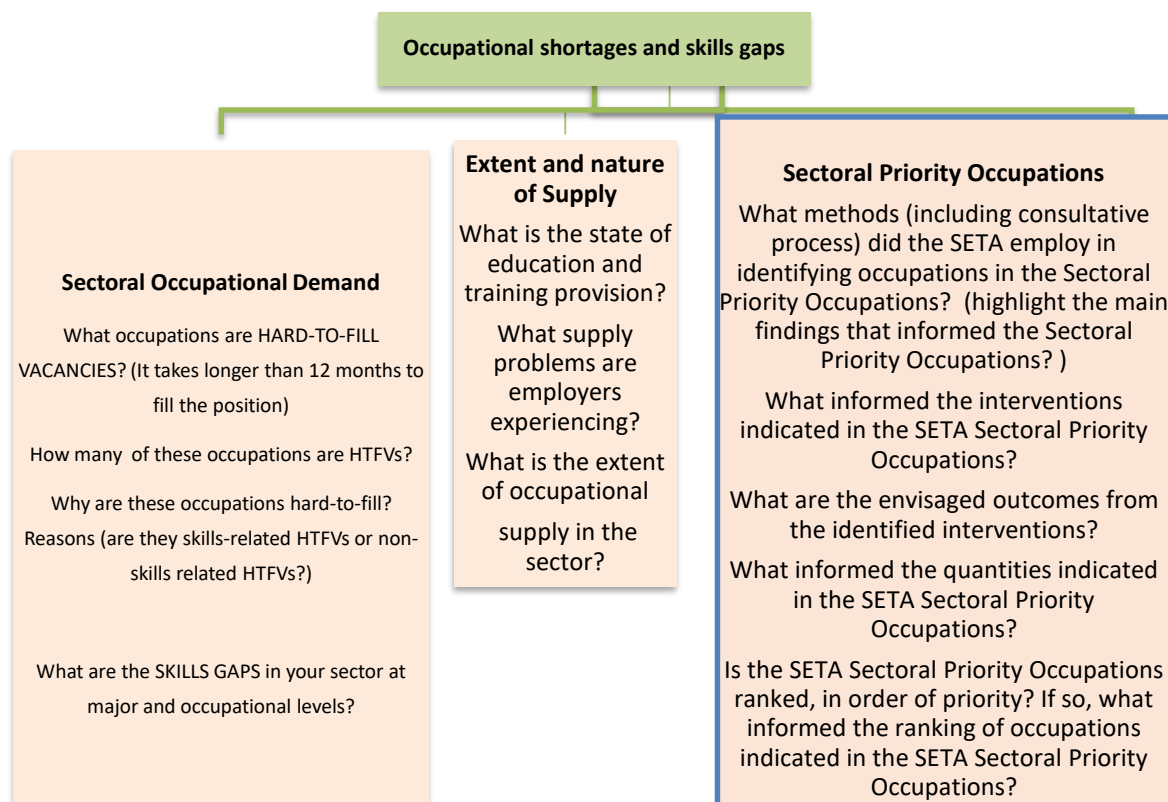 Occupational shortages and skills gaps
Sectoral Occupational Demand
What occupations are HARD-TO-FILL
VACANCIES? (It takes longer than 12 months to
fill the position)
How many of these occupations are HTFVs?
Why are these occupations hard-to-fill?
Reasons (are they skills-related HTFVs or non-
skills related HTFVs?)
What are the SKILLS GAPS in your sector at
major and occupational levels?
Extent and nature
of Supply
What is the state of
education and
training provision?
What supply
problems are
employers
experiencing?
What is the extent
of occupational
supply in the
sector?
Sectoral Priority Occupations
What methods (including consultative
process) did the SETA employ in
identifying occupations in the Sectoral
Priority Occupations? (highlight the main
findings that informed the Sectoral
Priority Occupations? )
What informed the interventions
indicated in the SETA Sectoral Priority
Occupations?
What are the envisaged outcomes from
the identified interventions?
What informed the quantities indicated
in the SETA Sectoral Priority
Occupations?
Is the SETA Sectoral Priority Occupations
ranked, in order of priority? If so, what
informed the ranking of occupations
indicated in the SETA Sectoral Priority
Occupations?